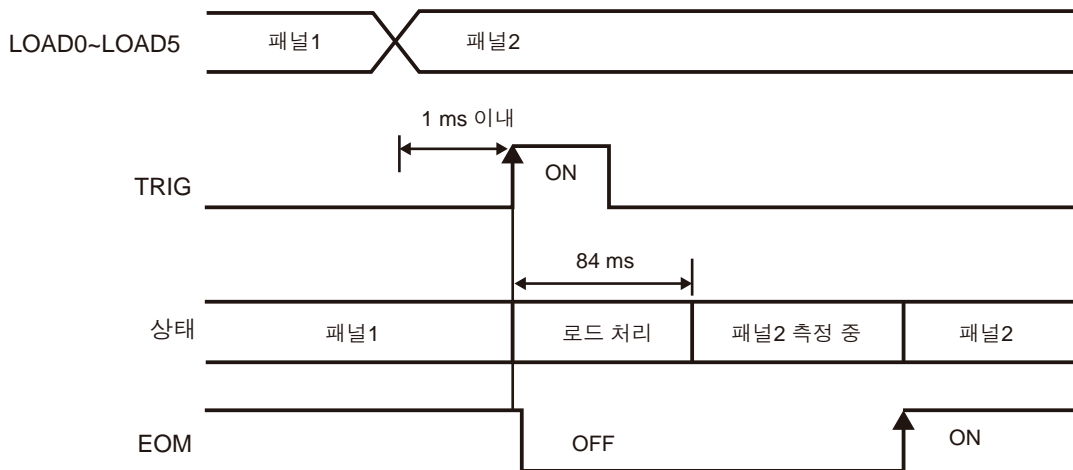 LOAD0~LOAD5 패널1 패널2
1 ms 이내
TRIG ON
84 ms
상태 패널1 로드 처리 패널2 측정 중 패널2
EOM OFF ON